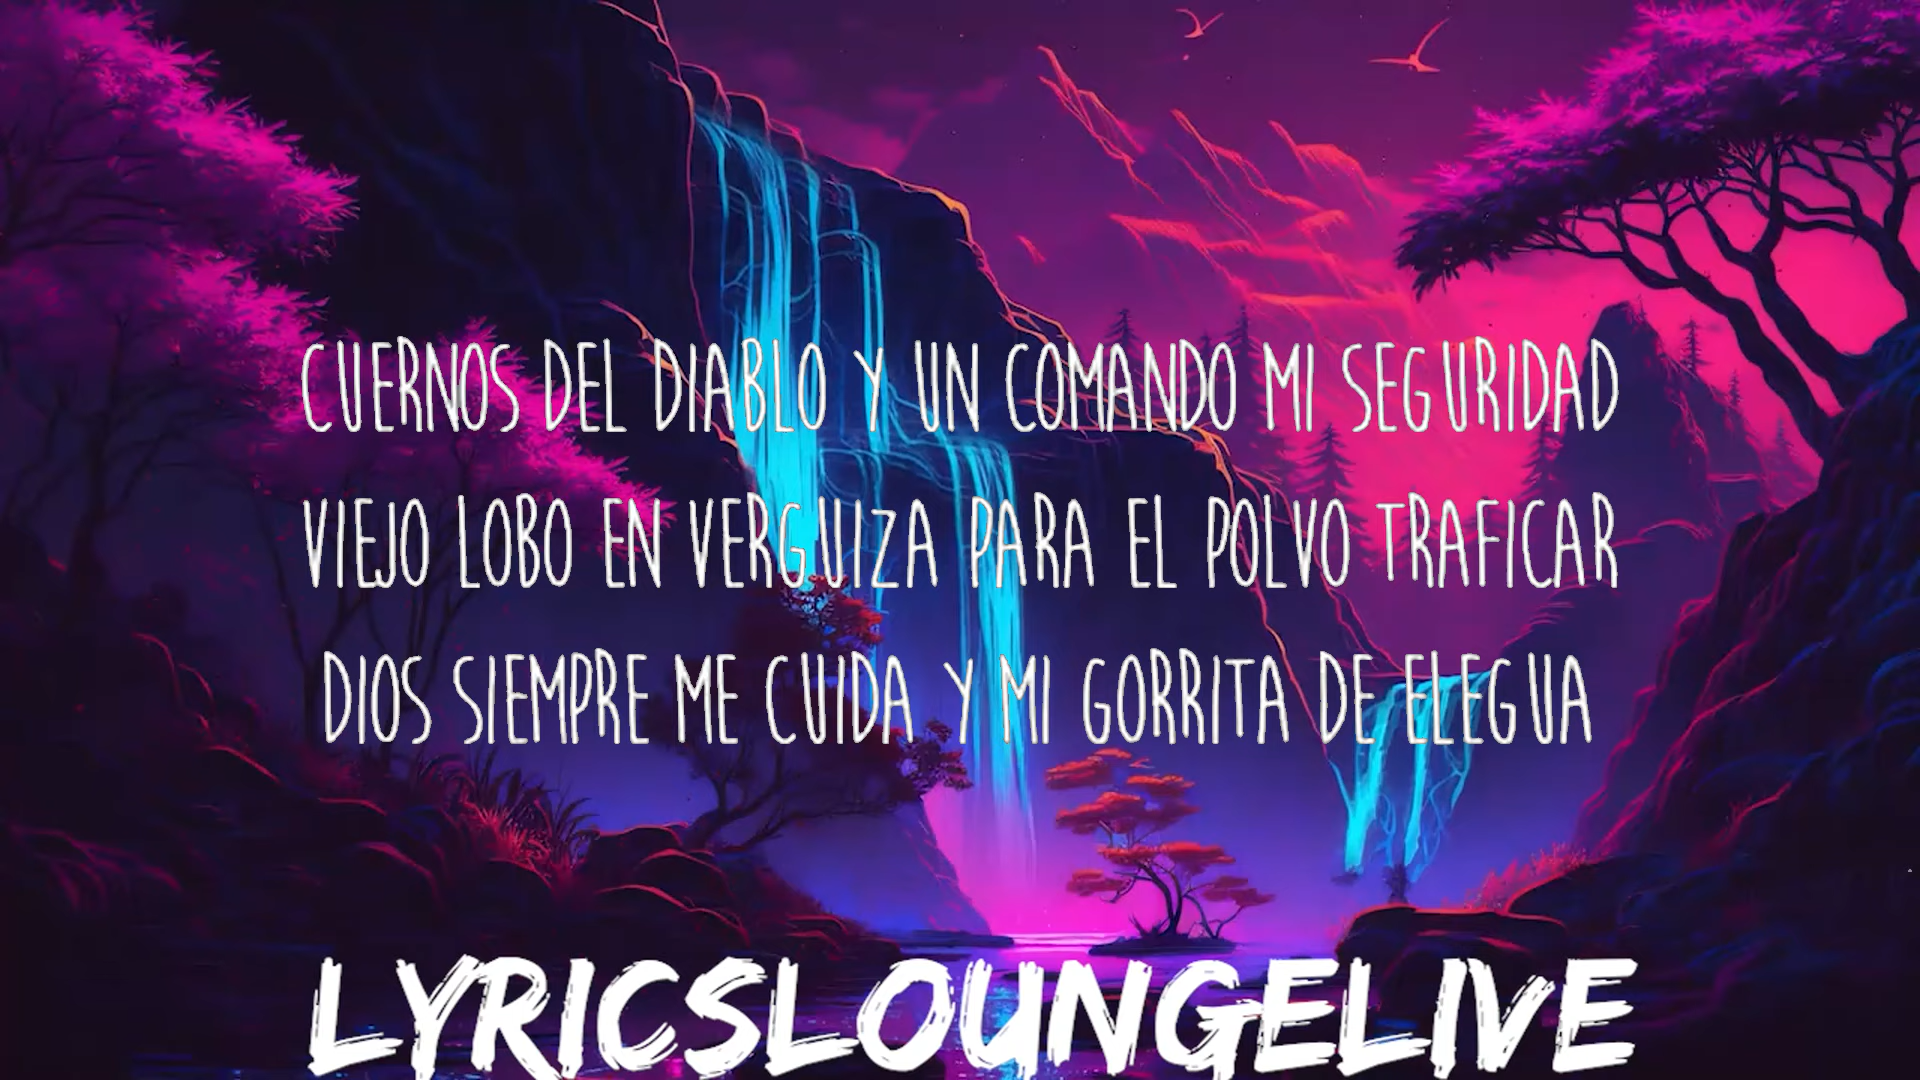 CUERNOS DEL DIABLO Y UN COMANDO MI SEGURIDAD
VIEJO LOBO EN VERGUIZA PARA EL POLVO TRAFICAR
DIOS SIEMPRE ME CUIDA Y MI GORRITA DE ELEGUA
LYRICSLOUNGELIVE